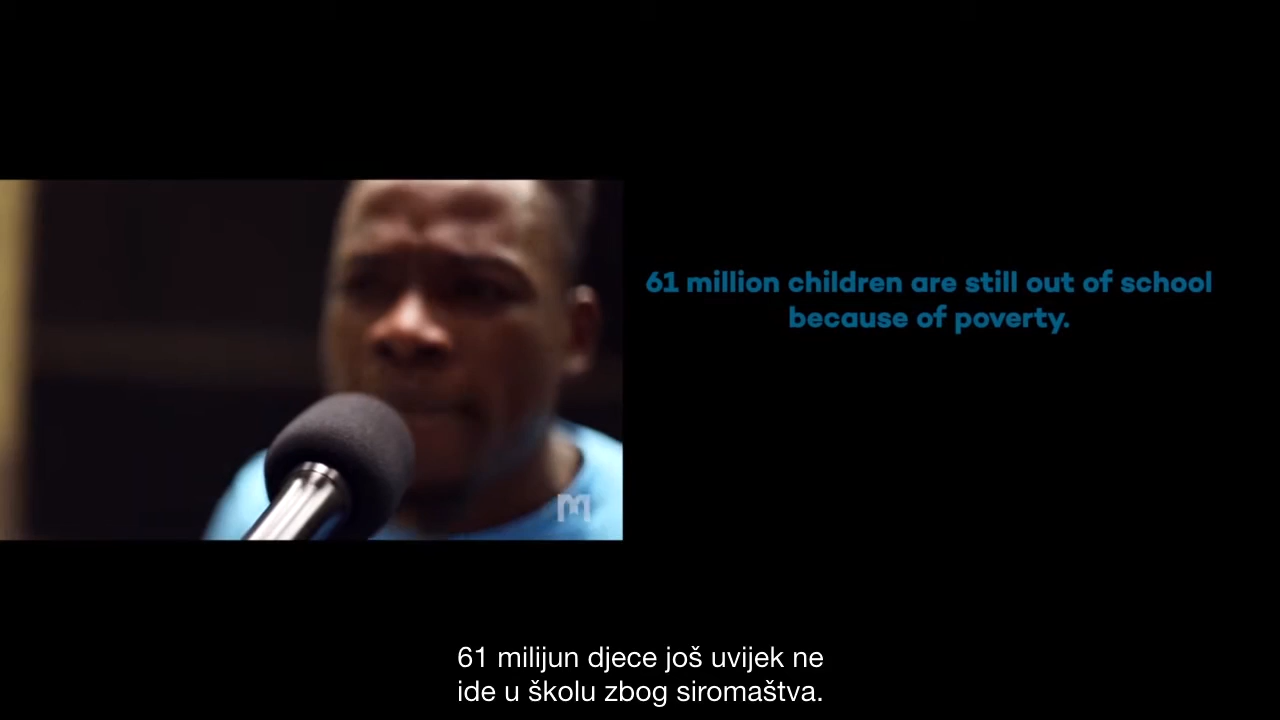 61 million children are still out of school
because of poverty.
61 milijun djece još uvijek ne
ide u školu zbog siromaštva.